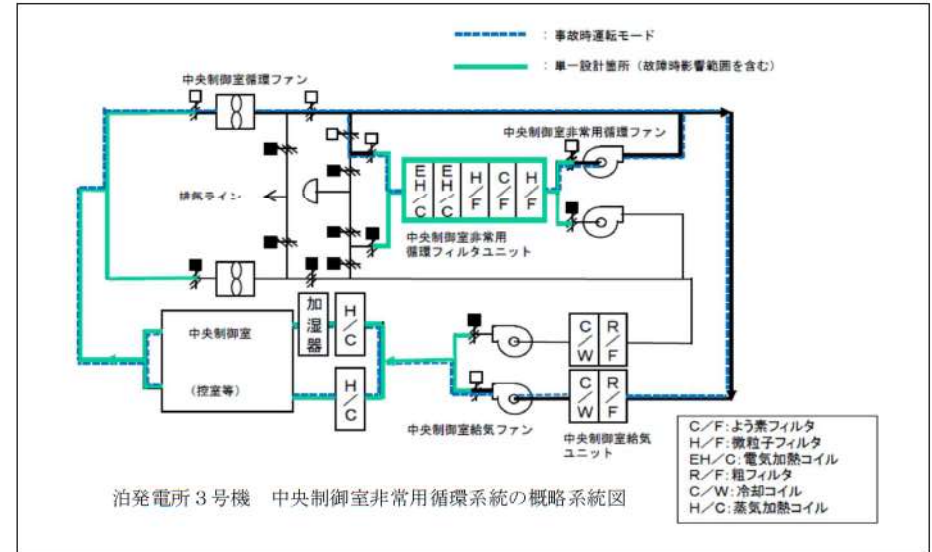 ：事故時運転モード
：単一設計箇所（故障時影響範囲を含む）
中央制御室循環ファン
中央制御室非常用循環ファン
排気ライン
EH/C
EH/C
H/F
C/F
H/F
中央制御室非常用
循環フィルタユニット
加湿器
H/C
中央制御室
（控室等）
H/C
C/W
R/F
C/W
R/F
中央制御室給気ファン
中央制御室給気
ユニット
C／F：よう素フィルタ
H／F：微粒子フィルタ
EH／C：電気加熱コイル
R／F：粗フィルタ
C／W：冷却コイル
H／C：蒸気加熱コイル
泊発電所３号機　中央制御室非常用循環系統の概略系統図